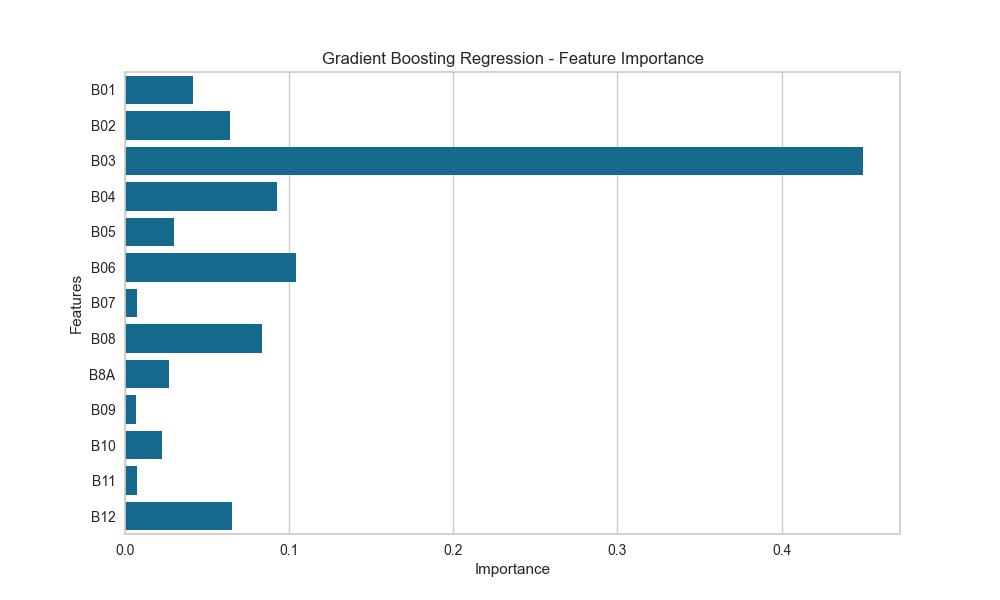 Gradient Boosting Regression - Feature Importance
B01
B02
B03
B04
B05
B06
B07
B08
B8A
B09
B10
B11
B12
Features
0.0 0.1 0.2 0.3 0.4
Importance